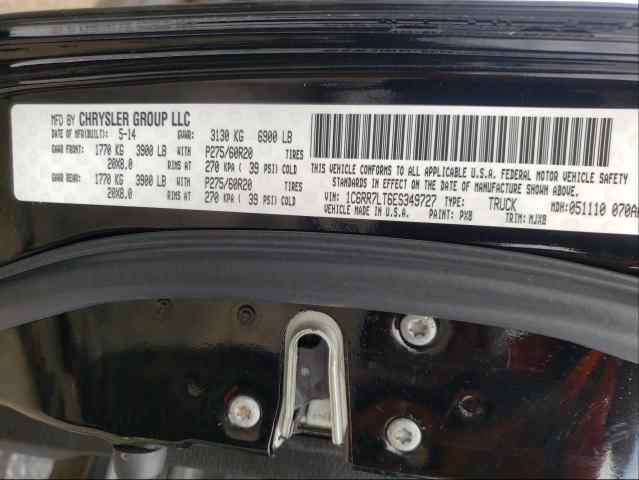 MFD BY CHRYSLER GROUP LLC
DATE OF MFR(BUILT): 5-14 GVWR: 3130 KG 6900 LB
GAWR FRONT: 1770 KG 3900 LB P275/60R20 TIRES
20X8.0 RIMS AT 270 KPA ( 39 PSI) COLD
GAWR REAR: 1770 KG 3900 LB P275/60R20 TIRES
20X8.0 RIMS AT 270 KPA ( 39 PSI) COLD
THIS VEHICLE CONFORMS TO ALL APPLICABLE U.S.A. FEDERAL MOTOR VEHICLE SAFETY
STANDARDS IN EFFECT ON THE DATE OF MANUFACTURE SHOWN ABOVE.
VIN: 1C6RR7LT6ES349727 TYPE: TRUCK MDH:051110 070A
VEHICLE MADE IN U.S.A. PAINT: PX8 TRIM: MJX8